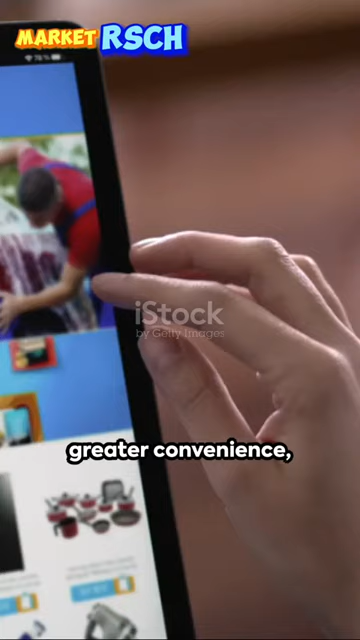 MARKET RSCH
iStock
by Getty Images
greater convenience,